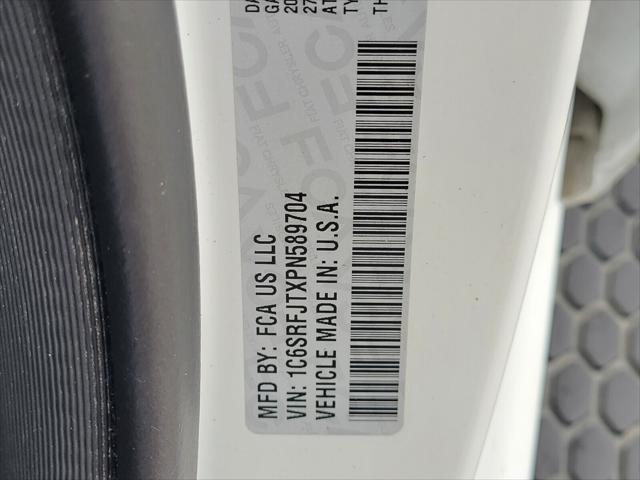 MFD BY: FCA US LLC
VIN: 1C6SRFJTXPN589704
VEHICLE MADE IN: U.S.A.